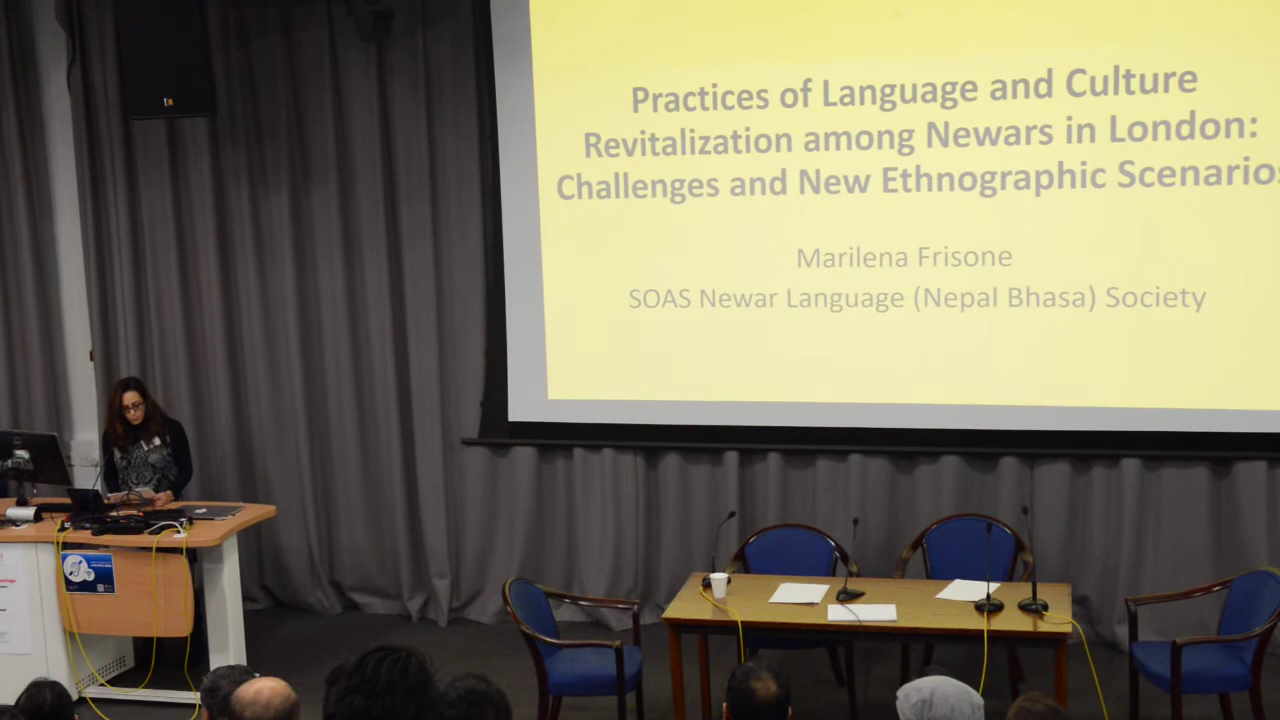 Practices of Language and Culture
Revitalization among Newars in London:
Challenges and New Ethnographic Scenarios
Marilena Frisone
SOAS Newar Language (Nepal Bhasa) Society